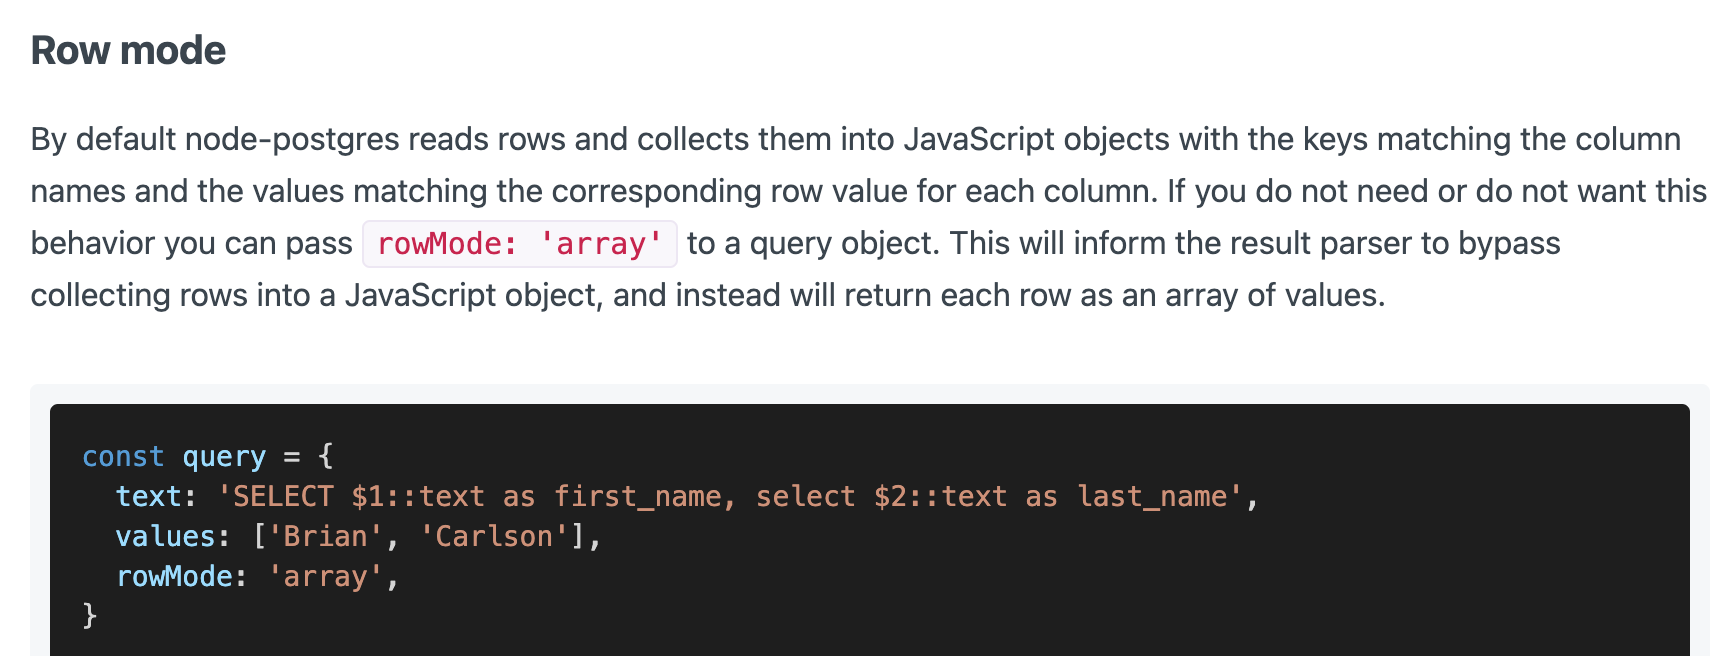 Row mode
By default node-postgres reads rows and collects them into JavaScript objects with the keys matching the column
names and the values matching the corresponding row value for each column. If you do not need or do not want this
behavior you can pass rowMode: 'array' to a query object. This will inform the result parser to bypass
collecting rows into a JavaScript object, and instead will return each row as an array of values.
const query = {
  text: 'SELECT $1::text as first_name, select $2::text as last_name',
  values: ['Brian', 'Carlson'],
  rowMode: 'array',
}